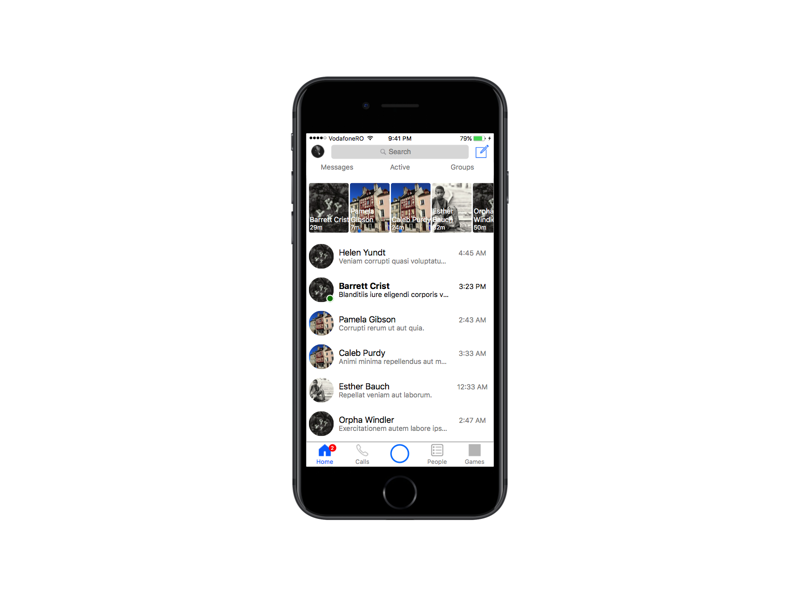 VodafoneRO 9:41 PM 79%
Search
Messages Active Groups
Pamela Esther Orpha
Barrett Crist Gibson Caleb Purdy Bauch Windler
29m 7m 24m 52m 50m
Helen Yundt 4:45 AM
Veniam corrupti quasi voluptatu...
Barrett Crist 3:23 PM
Blanditiis iure eligendi corporis v...
Pamela Gibson 2:43 AM
Corrupti rerum ut aut quia.
Caleb Purdy 3:33 AM
Animi minima repellendus aut m...
Esther Bauch 12:33 AM
Repellat veniam aut laborum.
Orpha Windler 2:47 AM
Exercitationem autem labore ips...
2
Home Calls People Games